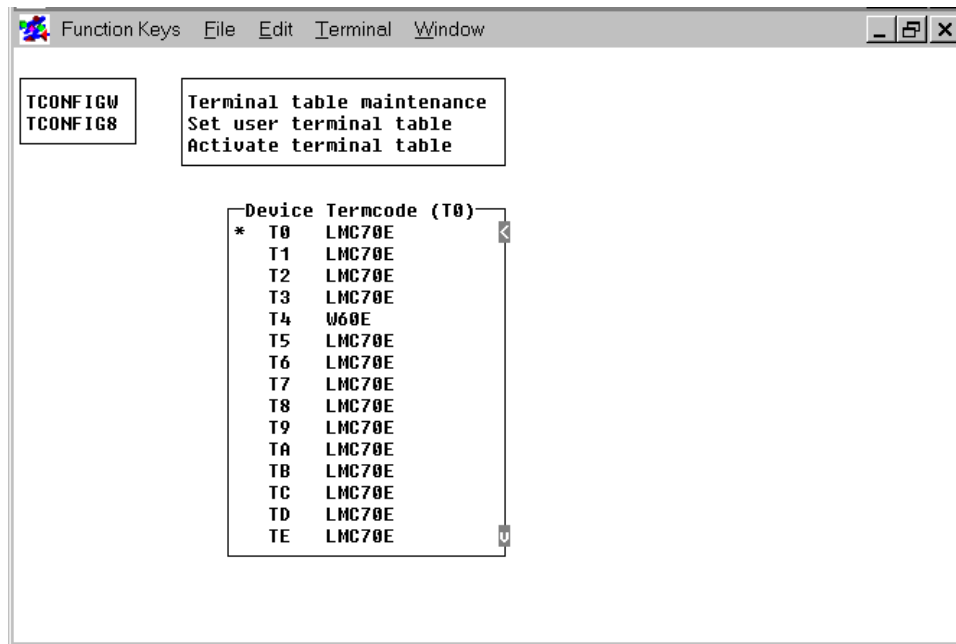 Function Keys File Edit Terminal Window
TCONFIGW
TCONFIG8
Terminal table maintenance
Set user terminal table
Activate terminal table
Device Termcode (T0)
* T0 LMC70E <
T1 LMC70E
T2 LMC70E
T3 LMC70E
T4 W60E
T5 LMC70E
T6 LMC70E
T7 LMC70E
T8 LMC70E
T9 LMC70E
TA LMC70E
TB LMC70E
TC LMC70E
TD LMC70E
TE LMC70E v